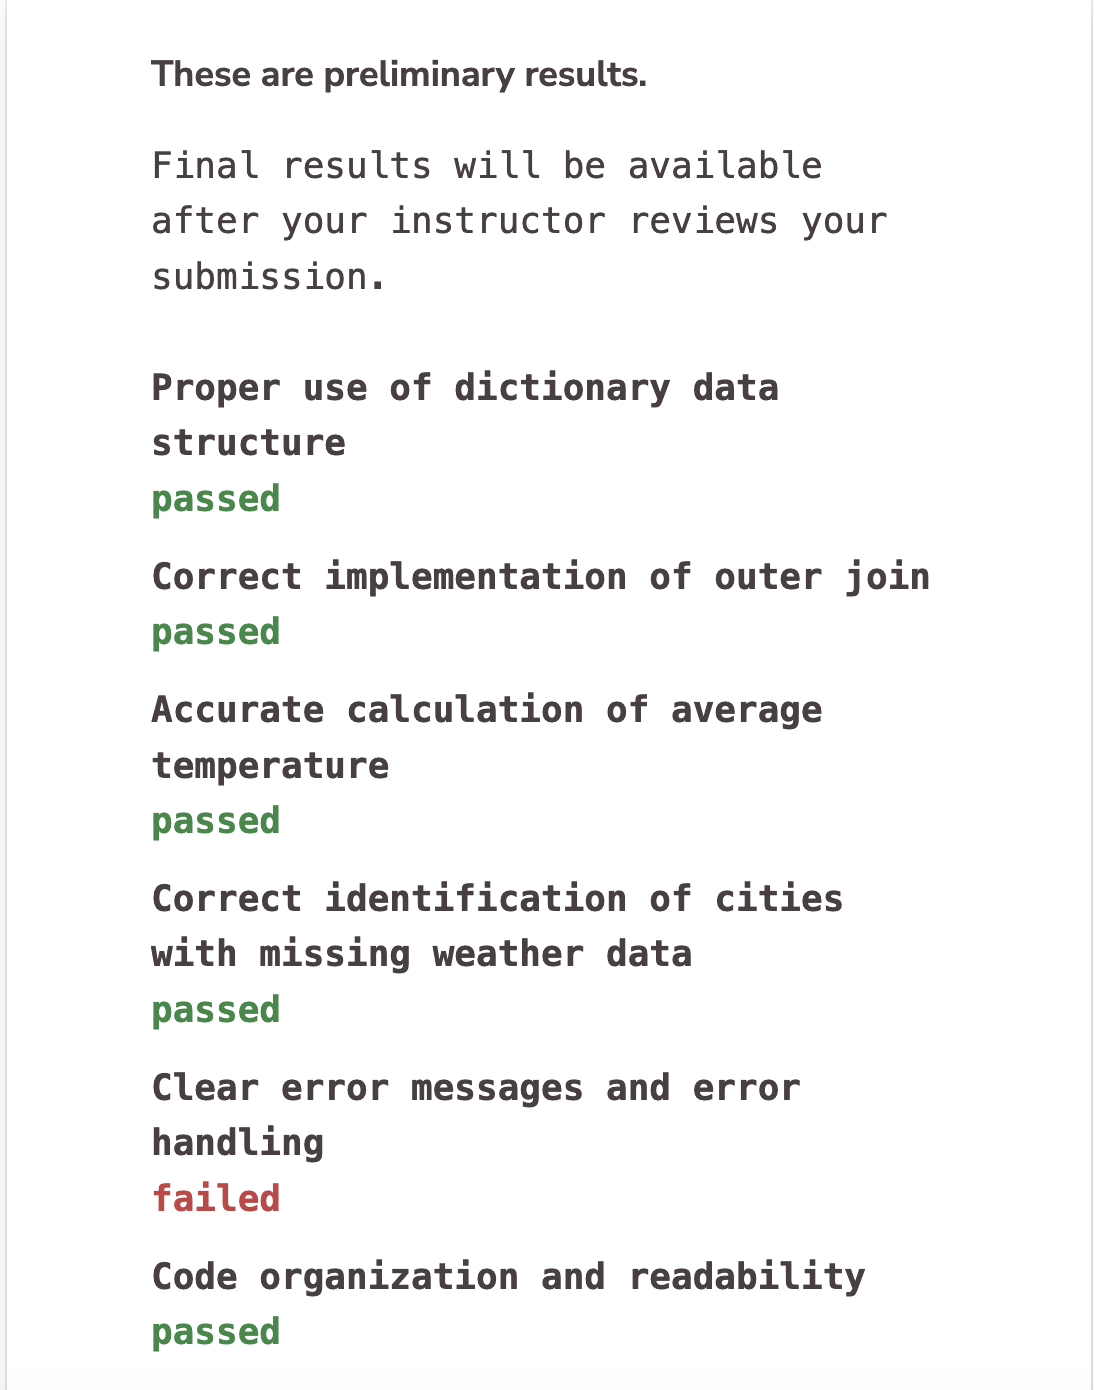 These are preliminary results.
Final results will be available
after your instructor reviews your
submission.
Proper use of dictionary data
structure
passed
Correct implementation of outer join
passed
Accurate calculation of average
temperature
passed
Correct identification of cities
with missing weather data
passed
Clear error messages and error
handling
failed
Code organization and readability
passed